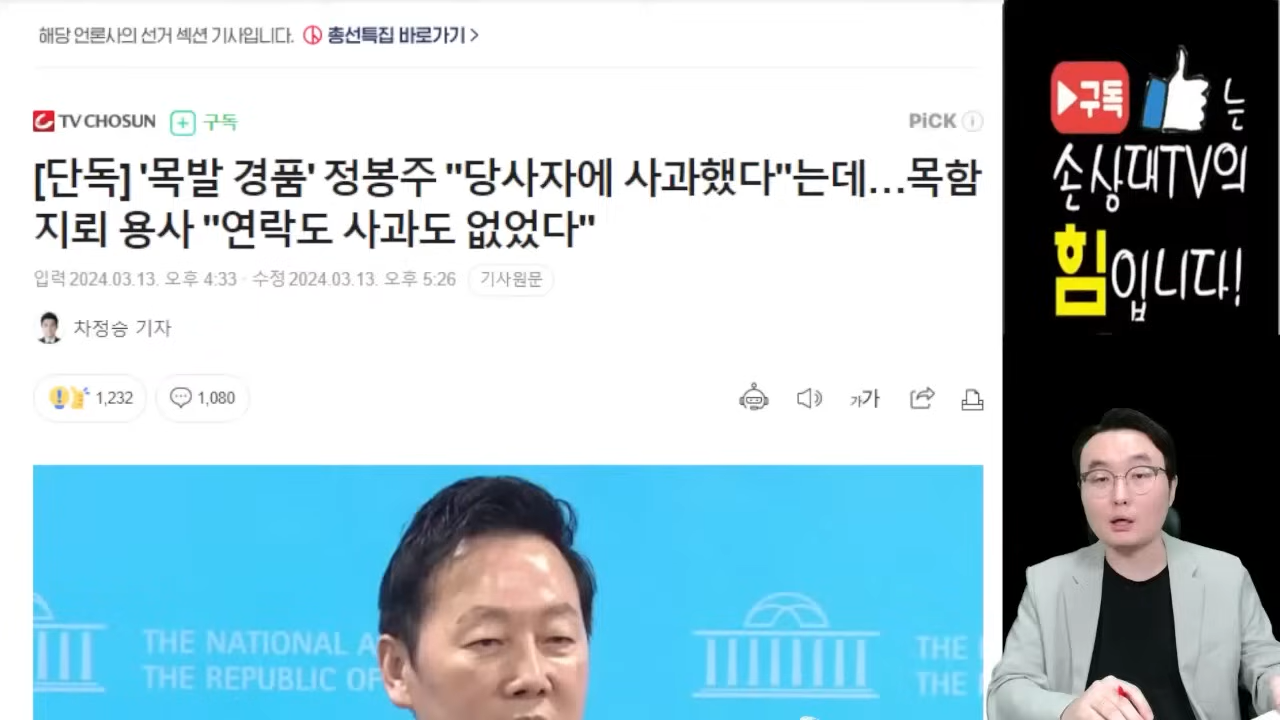 해당 언론사의 선거 섹션 기사입니다. 총선특집 바로가기 >
TV CHOSUN 구독
PiCK
[단독] '목발 경품' 정봉주 "당사자에 사과했다"는데…목함
지뢰 용사 "연락도 사과도 없었다"
입력 2024.03.13. 오후 4:33 · 수정 2024.03.13. 오후 5:26 기사원문
차정승 기자
1,232 1,080
가가
THE NATIONAL A
THE REPUBLIC OF
THE
THE
구독
는
손상대TV의
힘입니다!